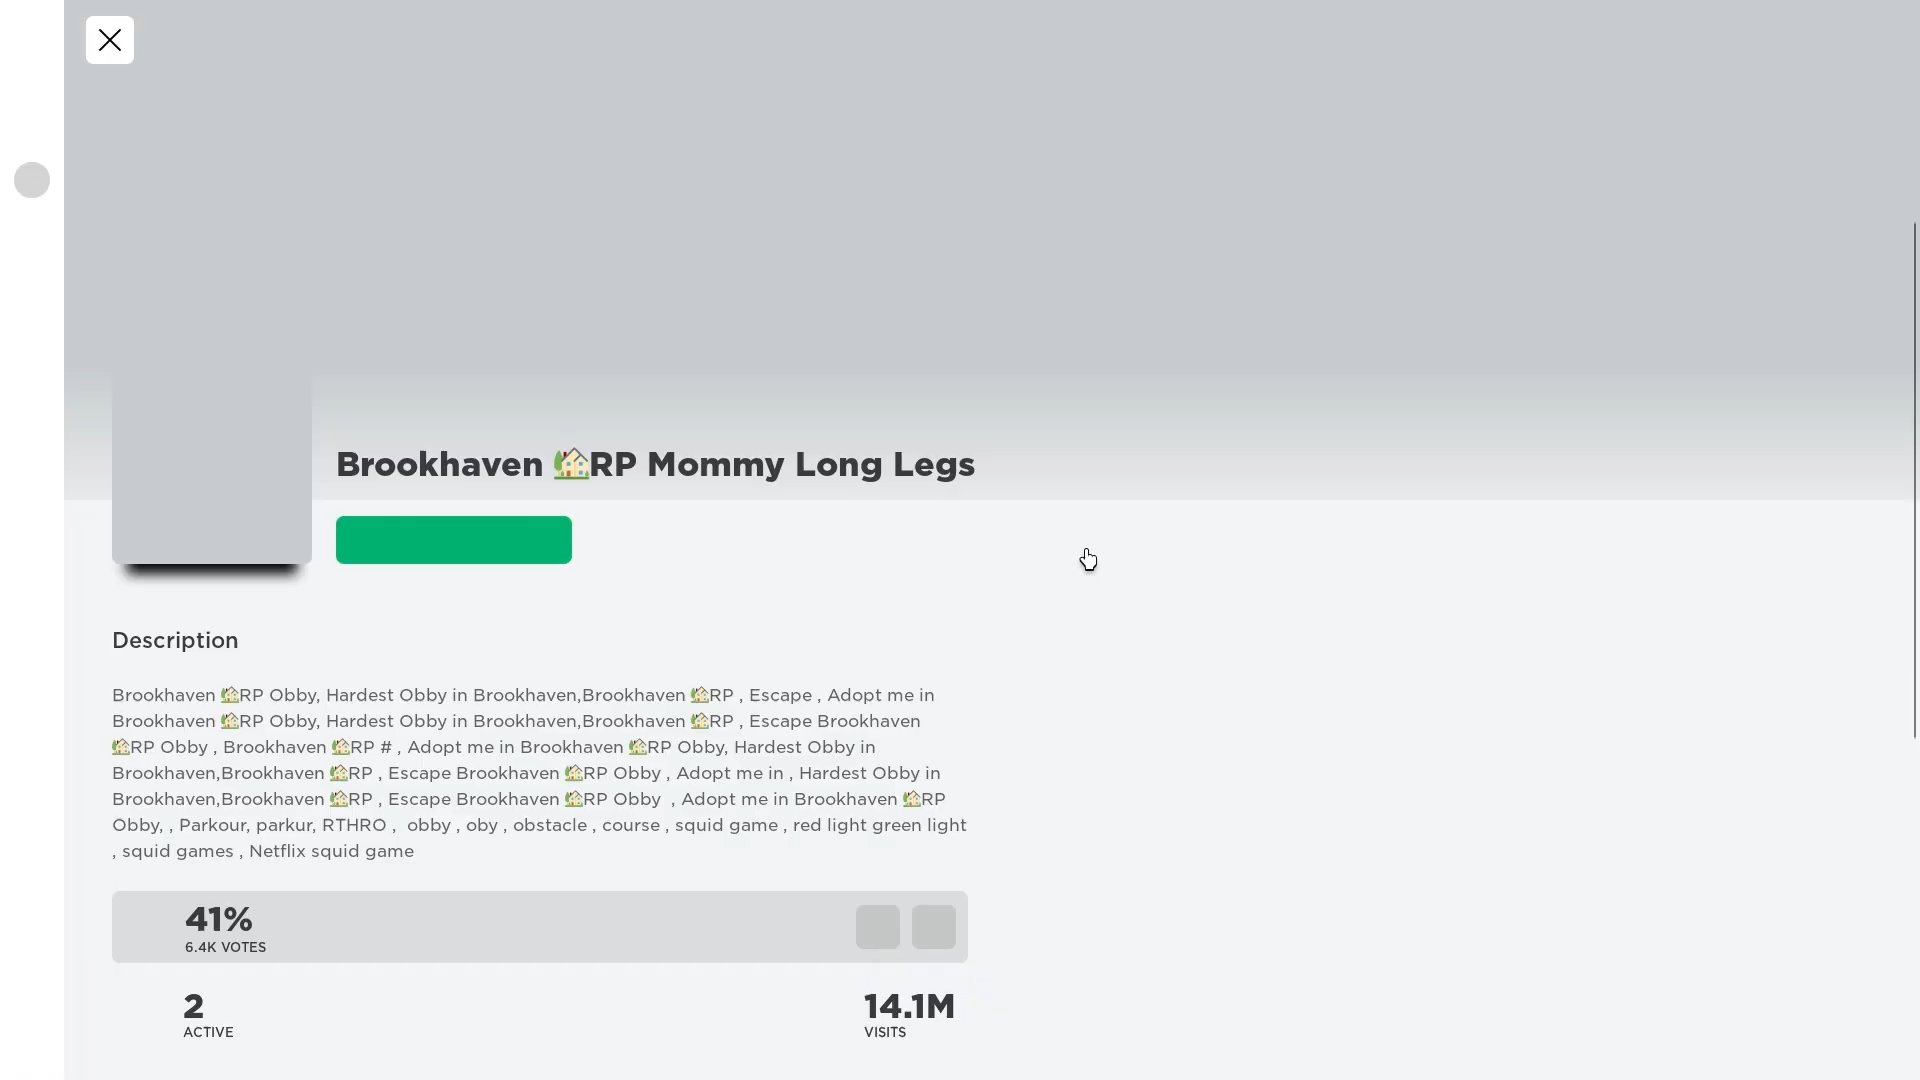 Brookhaven 🏡RP Mommy Long Legs
Description
Brookhaven 🏡RP Obby, Hardest Obby in Brookhaven,Brookhaven 🏡RP , Escape , Adopt me in
Brookhaven 🏡RP Obby, Hardest Obby in Brookhaven,Brookhaven 🏡RP , Escape Brookhaven
🏡RP Obby , Brookhaven 🏡RP # , Adopt me in Brookhaven 🏡RP Obby, Hardest Obby in
Brookhaven,Brookhaven 🏡RP , Escape Brookhaven 🏡RP Obby , Adopt me in , Hardest Obby in
Brookhaven,Brookhaven 🏡RP , Escape Brookhaven 🏡RP Obby  , Adopt me in Brookhaven 🏡RP
Obby, , Parkour, parkur, RTHRO ,  obby , oby , obstacle , course , squid game , red light green light
, squid games , Netflix squid game
41%
6.4K VOTES
2
ACTIVE
14.1M
VISITS